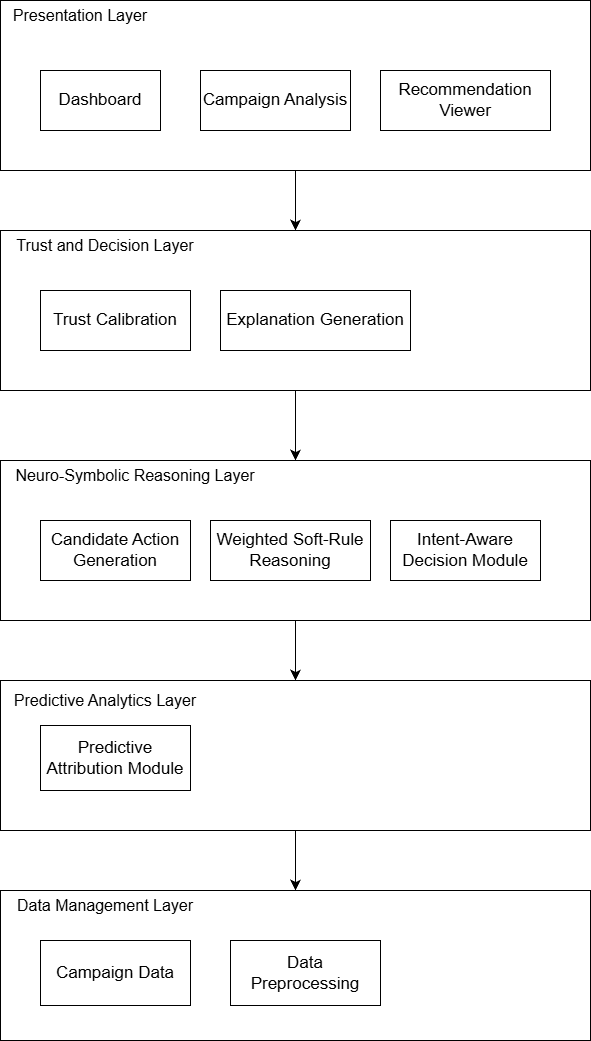 Presentation Layer
Dashboard
Campaign Analysis
Recommendation
Viewer
Trust and Decision Layer
Trust Calibration
Explanation Generation
Neuro-Symbolic Reasoning Layer
Candidate Action
Generation
Weighted Soft-Rule
Reasoning
Intent-Aware
Decision Module
Predictive Analytics Layer
Predictive
Attribution Module
Data Management Layer
Campaign Data
Data
Preprocessing